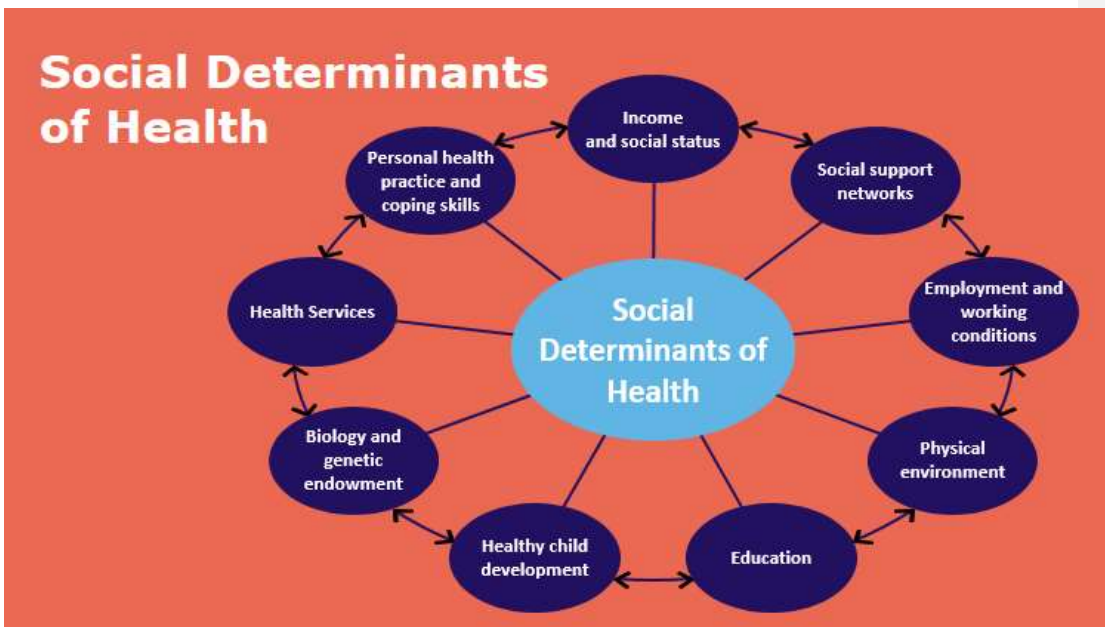 Social Determinants
of Health
Income
and social status
Social support
networks
Employment and
working
conditions
Physical
environment
Education
Healthy child
development
Biology and
genetic
endowment
Health Services
Personal health
practice and
coping skills
Social
Determinants of
Health